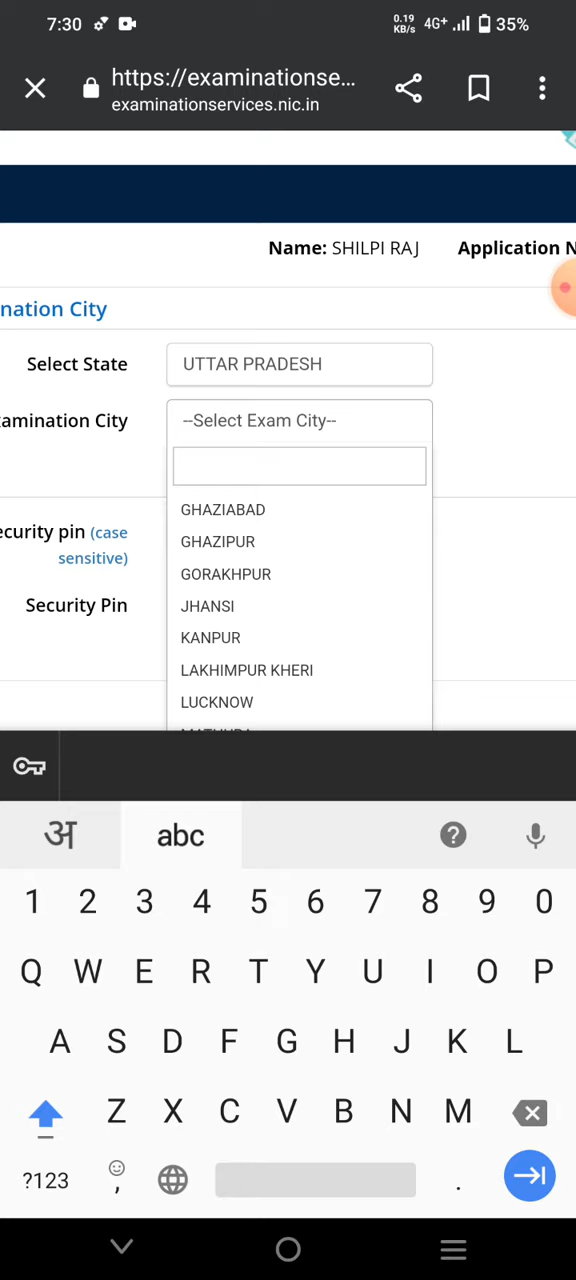 7:30 0.19 KB/s 4G+ 35%
https://examinationse...
examinationservices.nic.in
Name: SHILPI RAJ Application N
nation City
Select State UTTAR PRADESH
amination City --Select Exam City--
GHAZIABAD
GHAZIPUR
ecurity pin (case sensitive)
GORAKHPUR
Security Pin JHANSI
KANPUR
LAKHIMPUR KHERI
LUCKNOW
अ abc
1 2 3 4 5 6 7 8 9 0
Q W E R T Y U I O P
A S D F G H J K L
Z X C V B N M
?123 , .